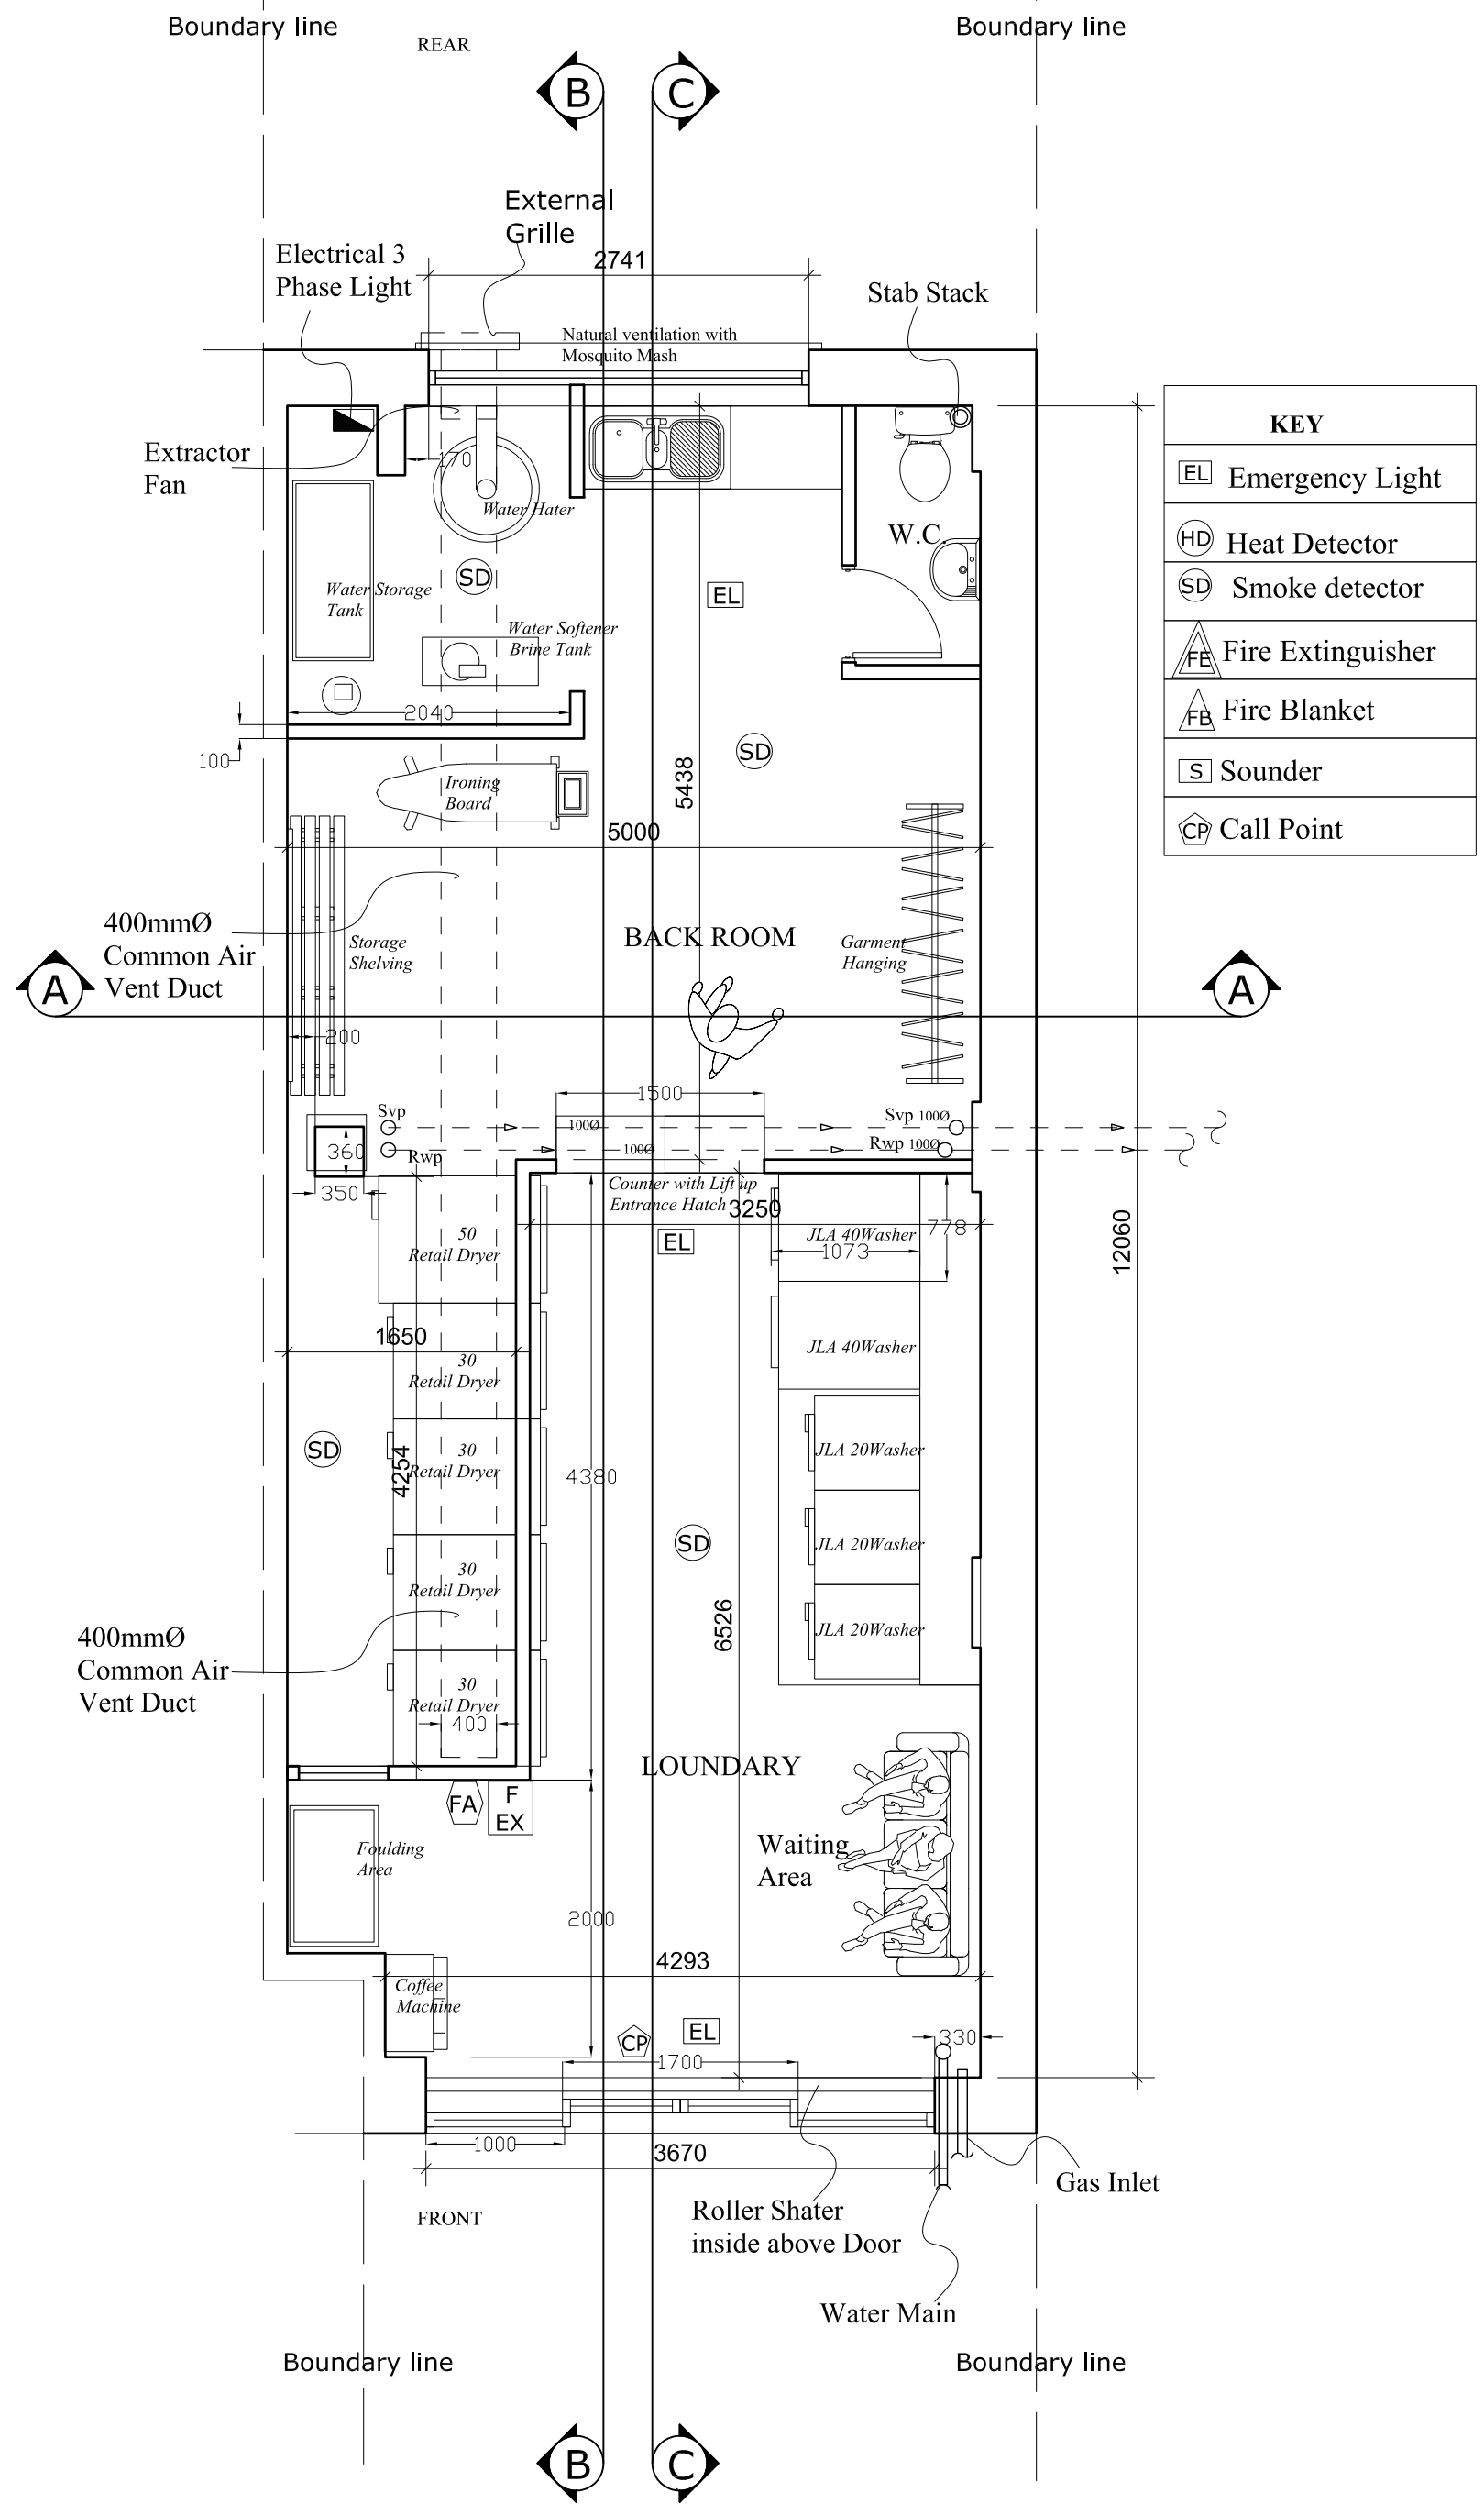 Boundary line
Boundary line
REAR
B
C
External
Grille
2741
Electrical 3
Phase Light
Stab Stack
Natural ventilation with
Mosquito Mash
KEY
EL Emergency Light
HD Heat Detector
SD Smoke detector
FE Fire Extinguisher
FB Fire Blanket
S Sounder
CP Call Point
Extractor
Fan
170
Water Hater
W.C.
SD
EL
Water Storage
Tank
Water Softener
Brine Tank
2040
100
SD
Ironing
Board
5438
5000
400mmØ
Common Air
Vent Duct
Storage
Shelving
BACK ROOM
Garment
Hanging
A
A
200
1500
Svp
100Ø
Svp 100Ø
360
Rwp
100Ø
Rwp 100Ø
350
Counter with Lift up
Entrance Hatch
3250
12060
50
Retail Dryer
EL
JLA 40Washer
778
1073
1650
30
Retail Dryer
JLA 40Washer
SD
4254
30
Retail Dryer
4380
JLA 20Washer
SD
JLA 20Washer
30
Retail Dryer
6526
JLA 20Washer
400mmØ
Common Air
Vent Duct
30
Retail Dryer
400
LOUNDARY
FA
F
EX
Foulding
Area
Waiting
Area
2000
4293
Coffee
Machine
CP
EL
330
1700
1000
3670
Gas Inlet
FRONT
Roller Shater
inside above Door
Water Main
Boundary line
Boundary line
B
C